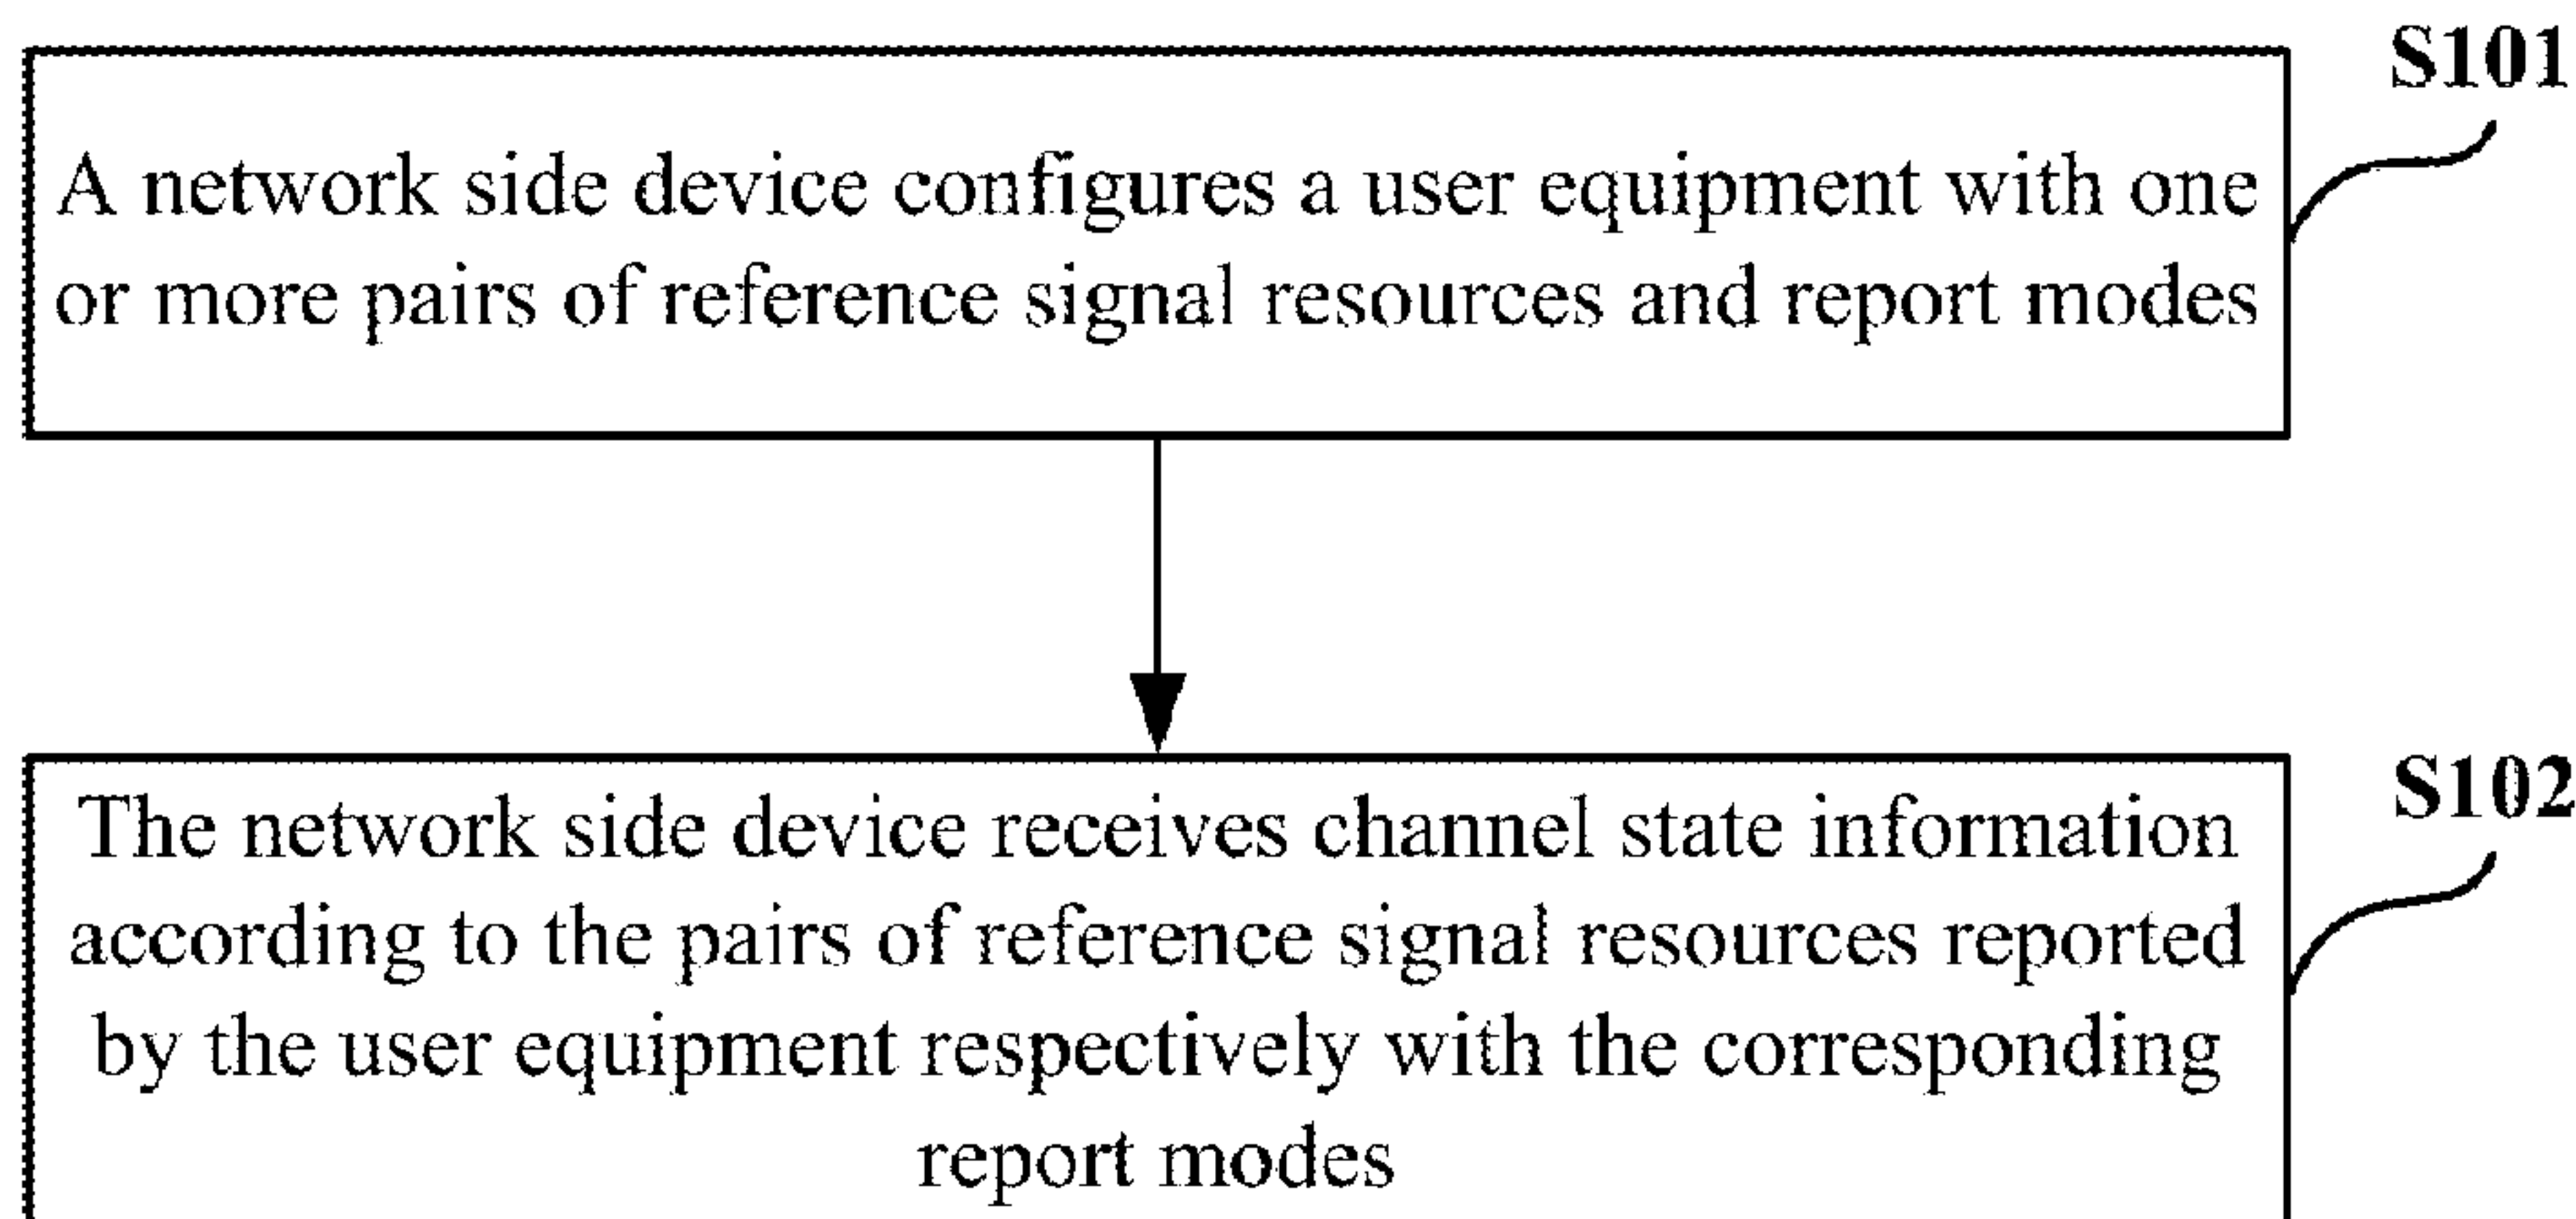 S101
A network side device configures a user equipment with one
or more pairs of reference signal resources and report modes
S102
The network side device receives channel state information
according to the pairs of reference signal resources reported
by the user equipment respectively with the corresponding
report modes